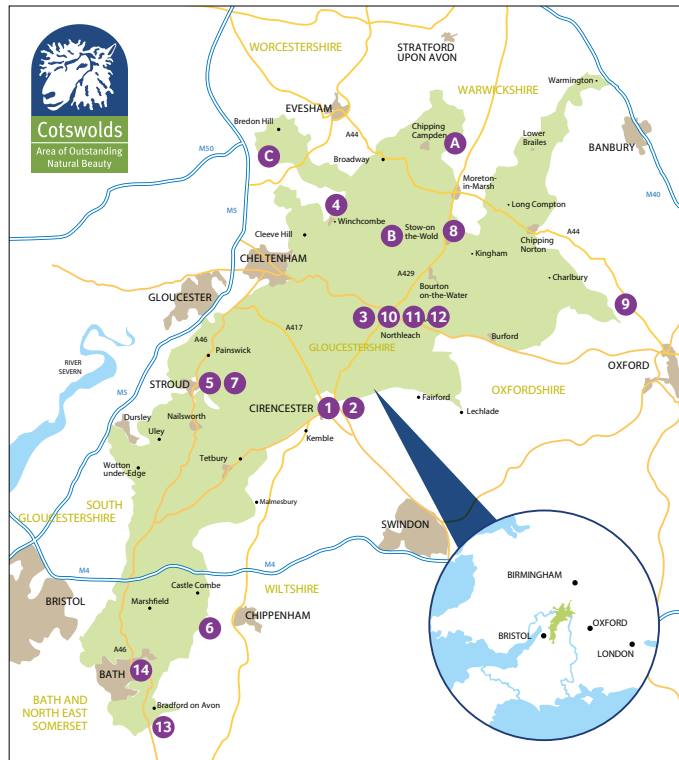 Cotswolds
Area of Outstanding
Natural Beauty
WORCESTERSHIRE
STRATFORD
UPON AVON
WARWICKSHIRE
Warmington
EVESHAM
Bredon Hill
A44
Chipping
Campden
A
Lower
Brailes
BANBURY
M50
C
Broadway
Moreton-
in-Marsh
M40
M5
4
Winchcombe
Long Compton
B
Stow-on
the-Wold
8
A44
Cleeve Hill
Chipping
Norton
CHELTENHAM
Kingham
A429
Charlbury
GLOUCESTER
Bourton
on-the-Water
9
3
10
11
12
A417
Northleach
A46
GLOUCESTERSHIRE
Burford
Painswick
OXFORD
RIVER
SEVERN
STROUD
5
7
OXFORDSHIRE
M5
CIRENCESTER
1
2
Fairford
Lechlade
Dursley
Nailsworth
Uley
Kemble
Tetbury
Wotton
under-Edge
SOUTH
GLOUCESTERSHIRE
Malmesbury
SWINDON
M4
M4
BIRMINGHAM
WILTSHIRE
Castle Combe
BRISTOL
Marshfield
CHIPPENHAM
6
OXFORD
BRISTOL
LONDON
A46
BATH
14
BATH AND
NORTH EAST
SOMERSET
Bradford on Avon
13